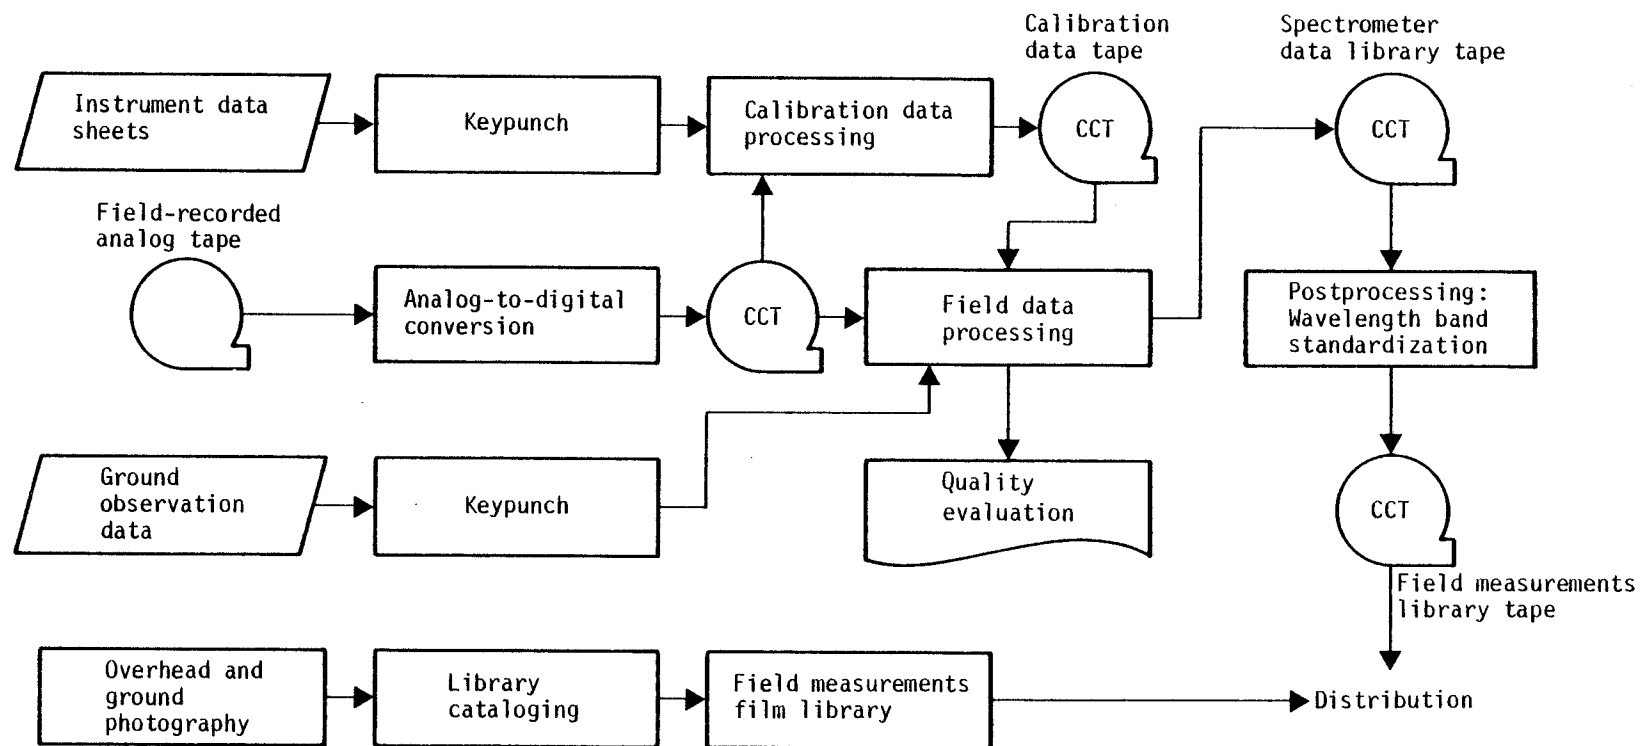 Calibration
data tape
Spectrometer
data library tape
Instrument data
sheets
Keypunch
Calibration data
processing
CCT
CCT
Field-recorded
analog tape
Analog-to-digital
conversion
CCT
Field data
processing
Postprocessing:
Wavelength band
standardization
Ground
observation
data
Keypunch
Quality
evaluation
CCT
Field measurements
library tape
Overhead and
ground
photography
Library
cataloging
Field measurements
film library
Distribution